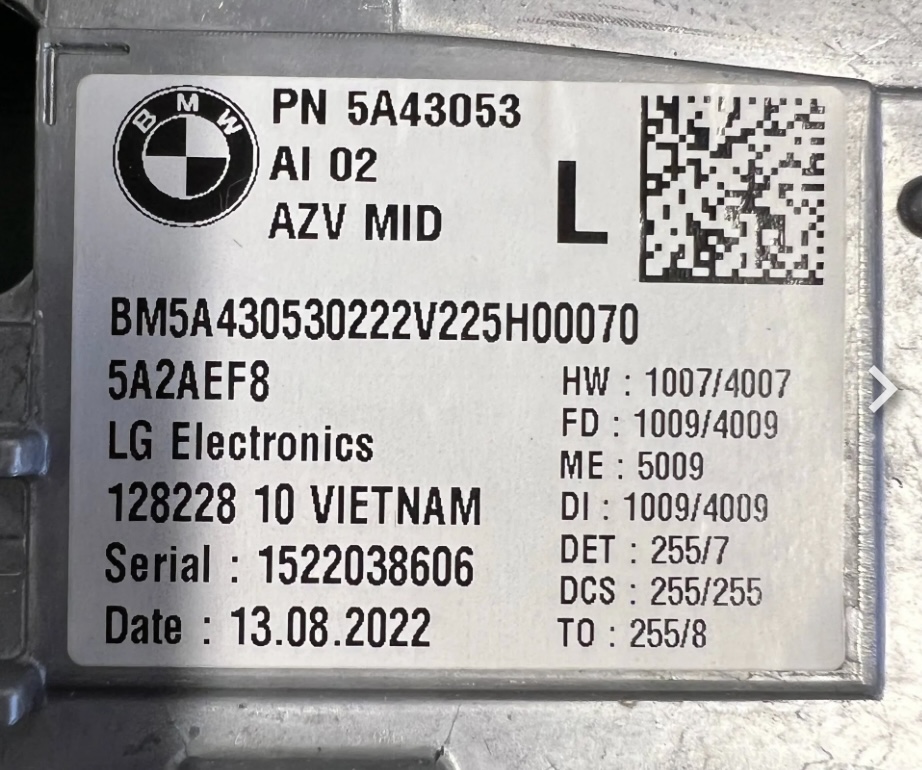 BMW
PN 5A43053
AI 02
AZV MID
L
BM5A430530222V225H00070
5A2AEF8
LG Electronics
128228 10 VIETNAM
Serial : 1522038606
Date : 13.08.2022
HW : 1007/4007
FD : 1009/4009
ME : 5009
DI : 1009/4009
DET : 255/7
DCS : 255/255
TO : 255/8